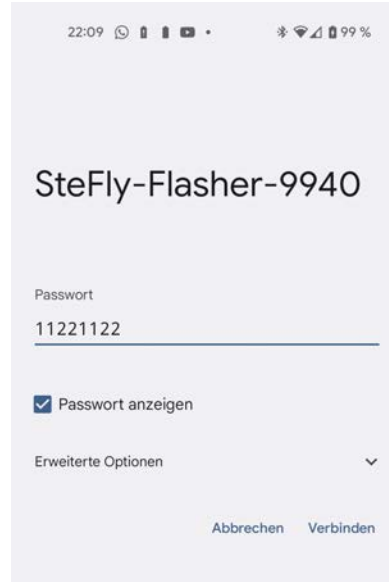 22:09 99 %
SteFly-Flasher-9940
Passwort
11221122
Passwort anzeigen
Erweiterte Optionen
Abbrechen Verbinden